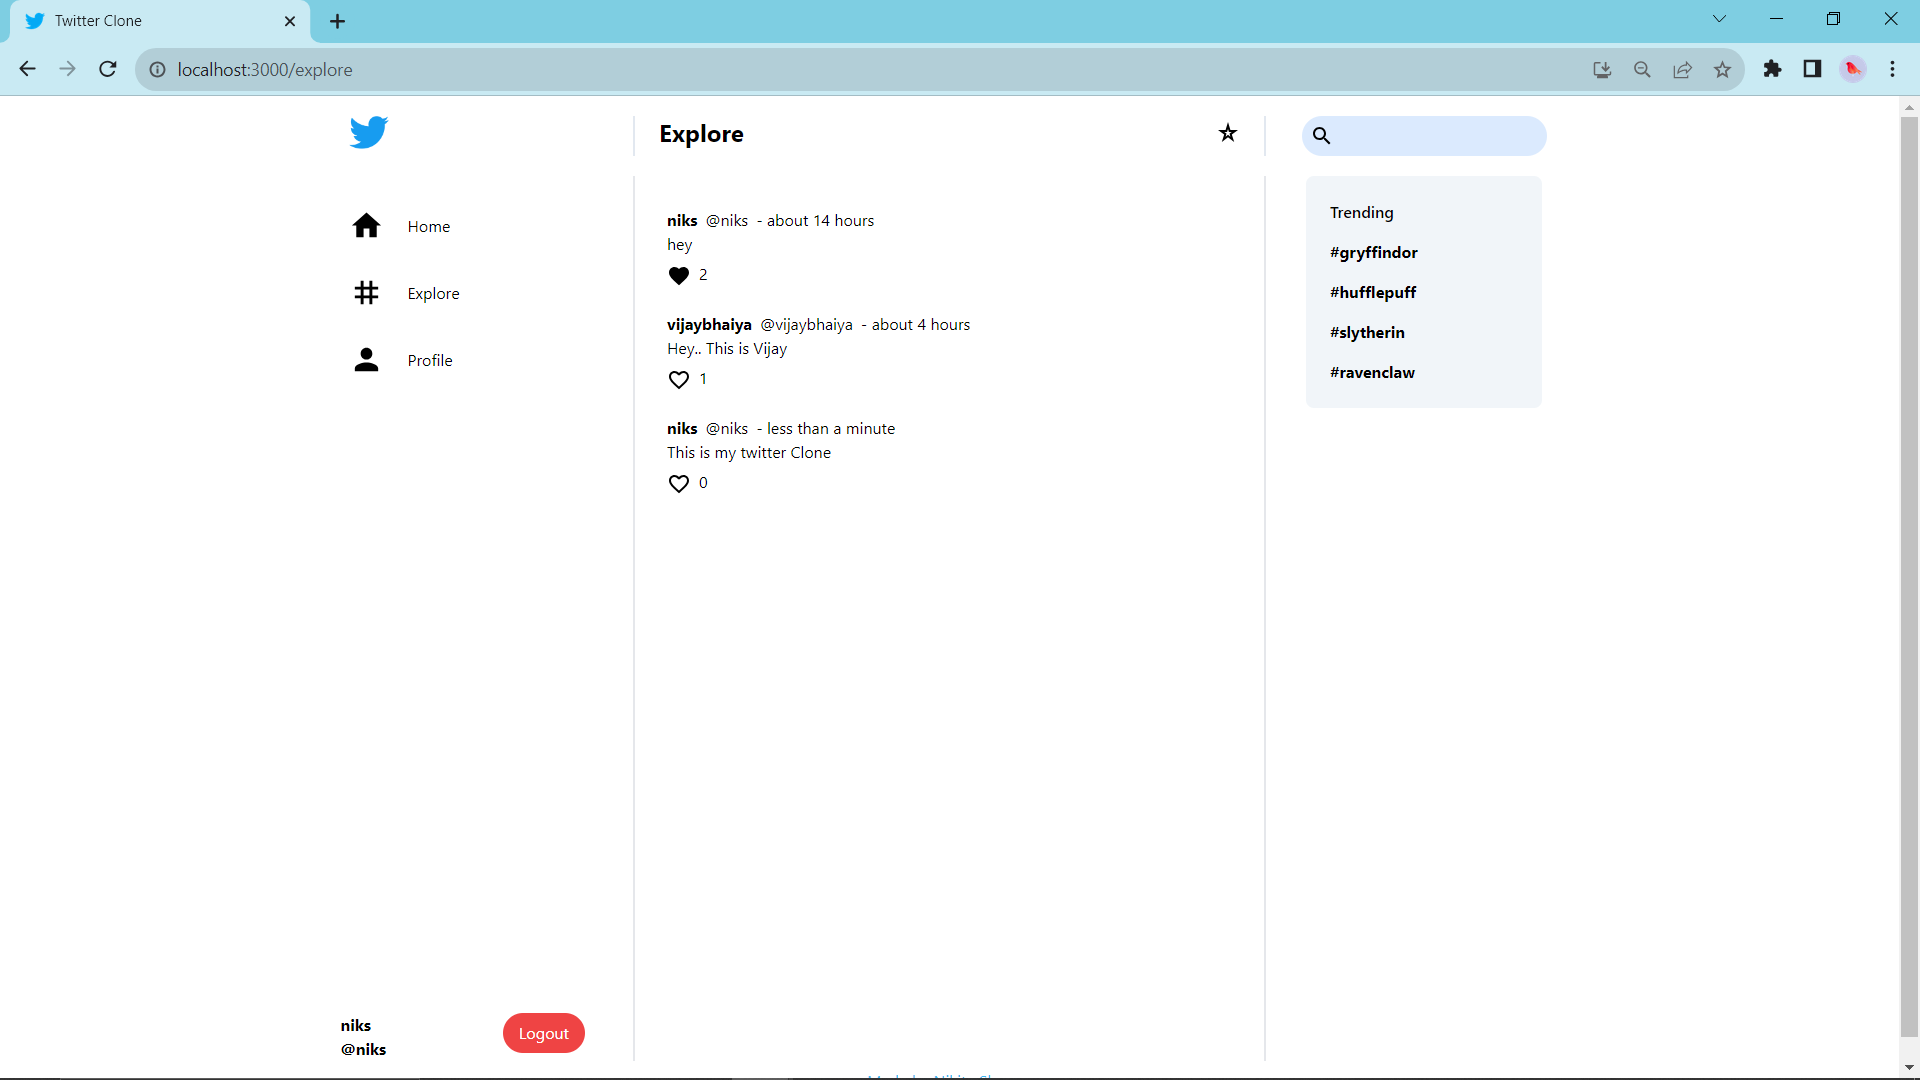 Twitter Clone
localhost:3000/explore
Explore
Home
Explore
Profile
niks @niks - about 14 hours
hey
2
vijaybhaiya @vijaybhaiya - about 4 hours
Hey.. This is Vijay
1
niks @niks - less than a minute
This is my twitter Clone
0
Trending
#gryffindor
#hufflepuff
#slytherin
#ravenclaw
niks
@niks
Logout